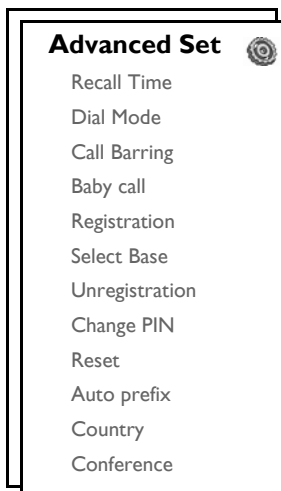 Advanced Set
Recall Time
Dial Mode
Call Barring
Baby call
Registration
Select Base
Unregistration
Change PIN
Reset
Auto prefix
Country
Conference